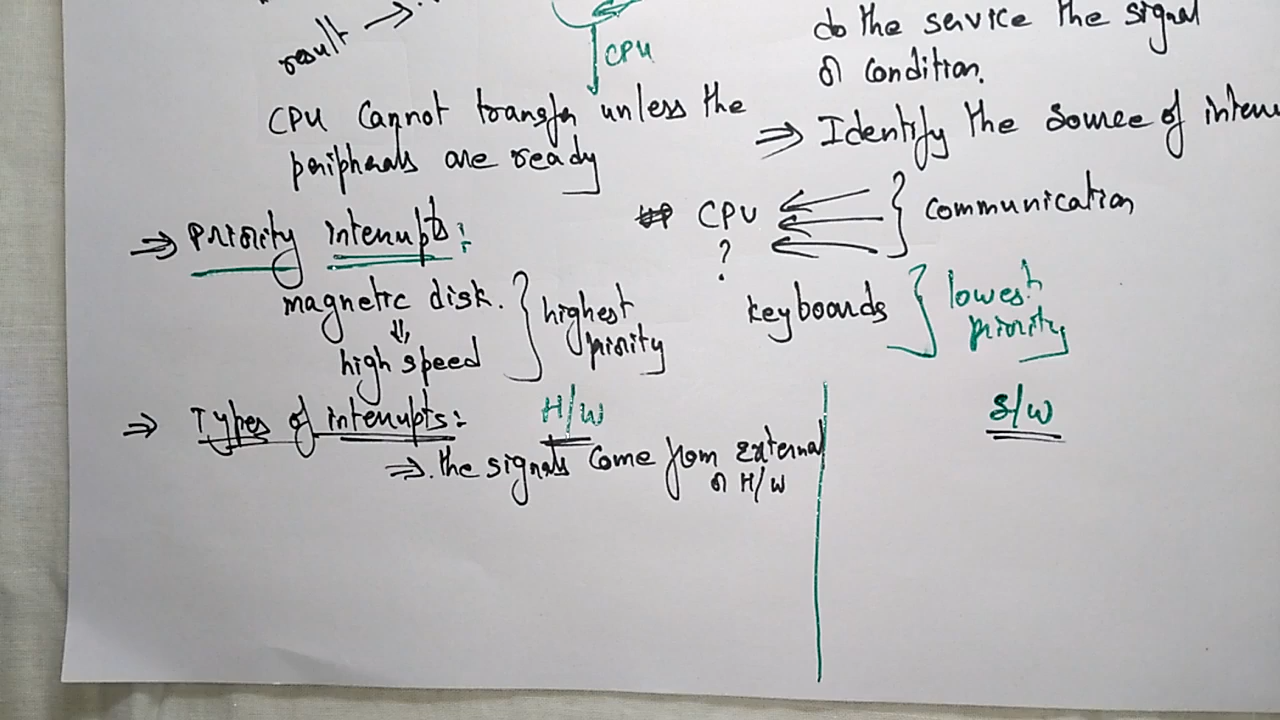 result →
CPU
CPU Cannot transfer unless the
peripherals are ready
do the service the signal
or Condition.
⇒ Identify the source of interru
⇒ Priority interrupts:
magnetic disk.
⇓
high speed
highest
priority
CPU
?
communication
keyboards
lowest
priority
⇒ Types of interrupts:
H/W
⇒ the signals come from external
or H/W
S/W